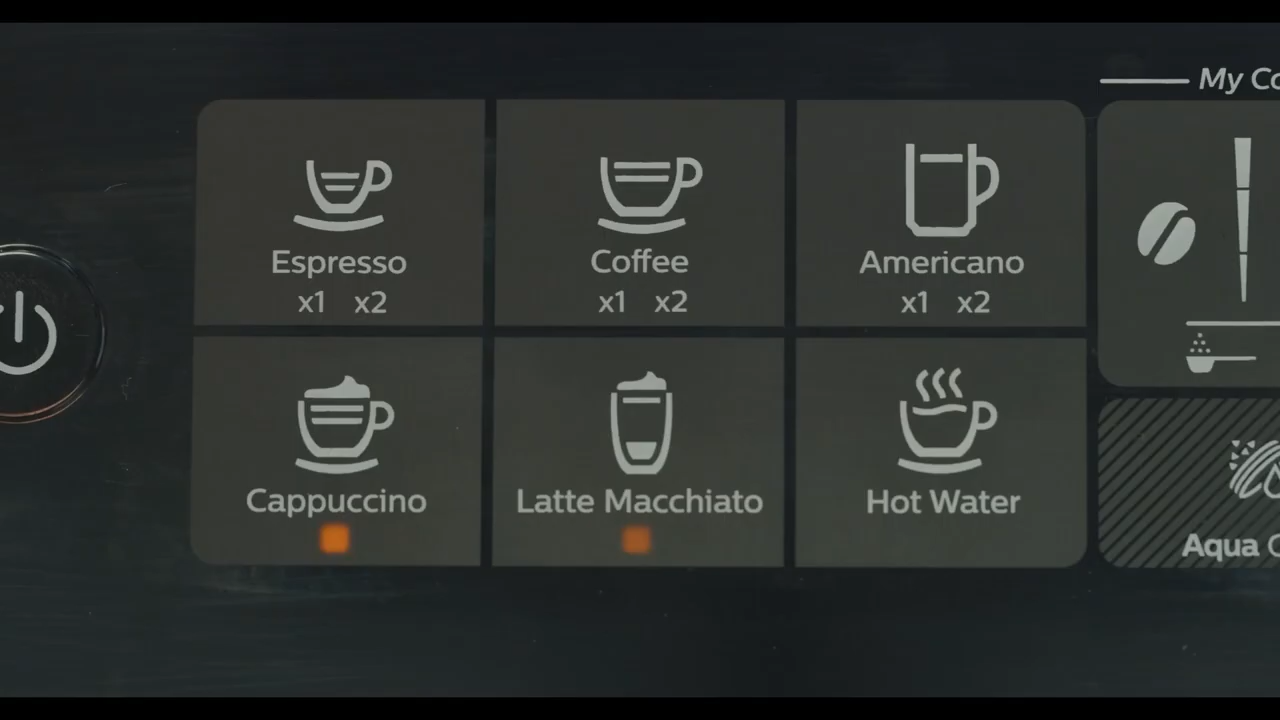 My Co
Espresso
x1 x2
Coffee
x1 x2
Americano
x1 x2
Cappuccino
Latte Macchiato
Hot Water
Aqua C